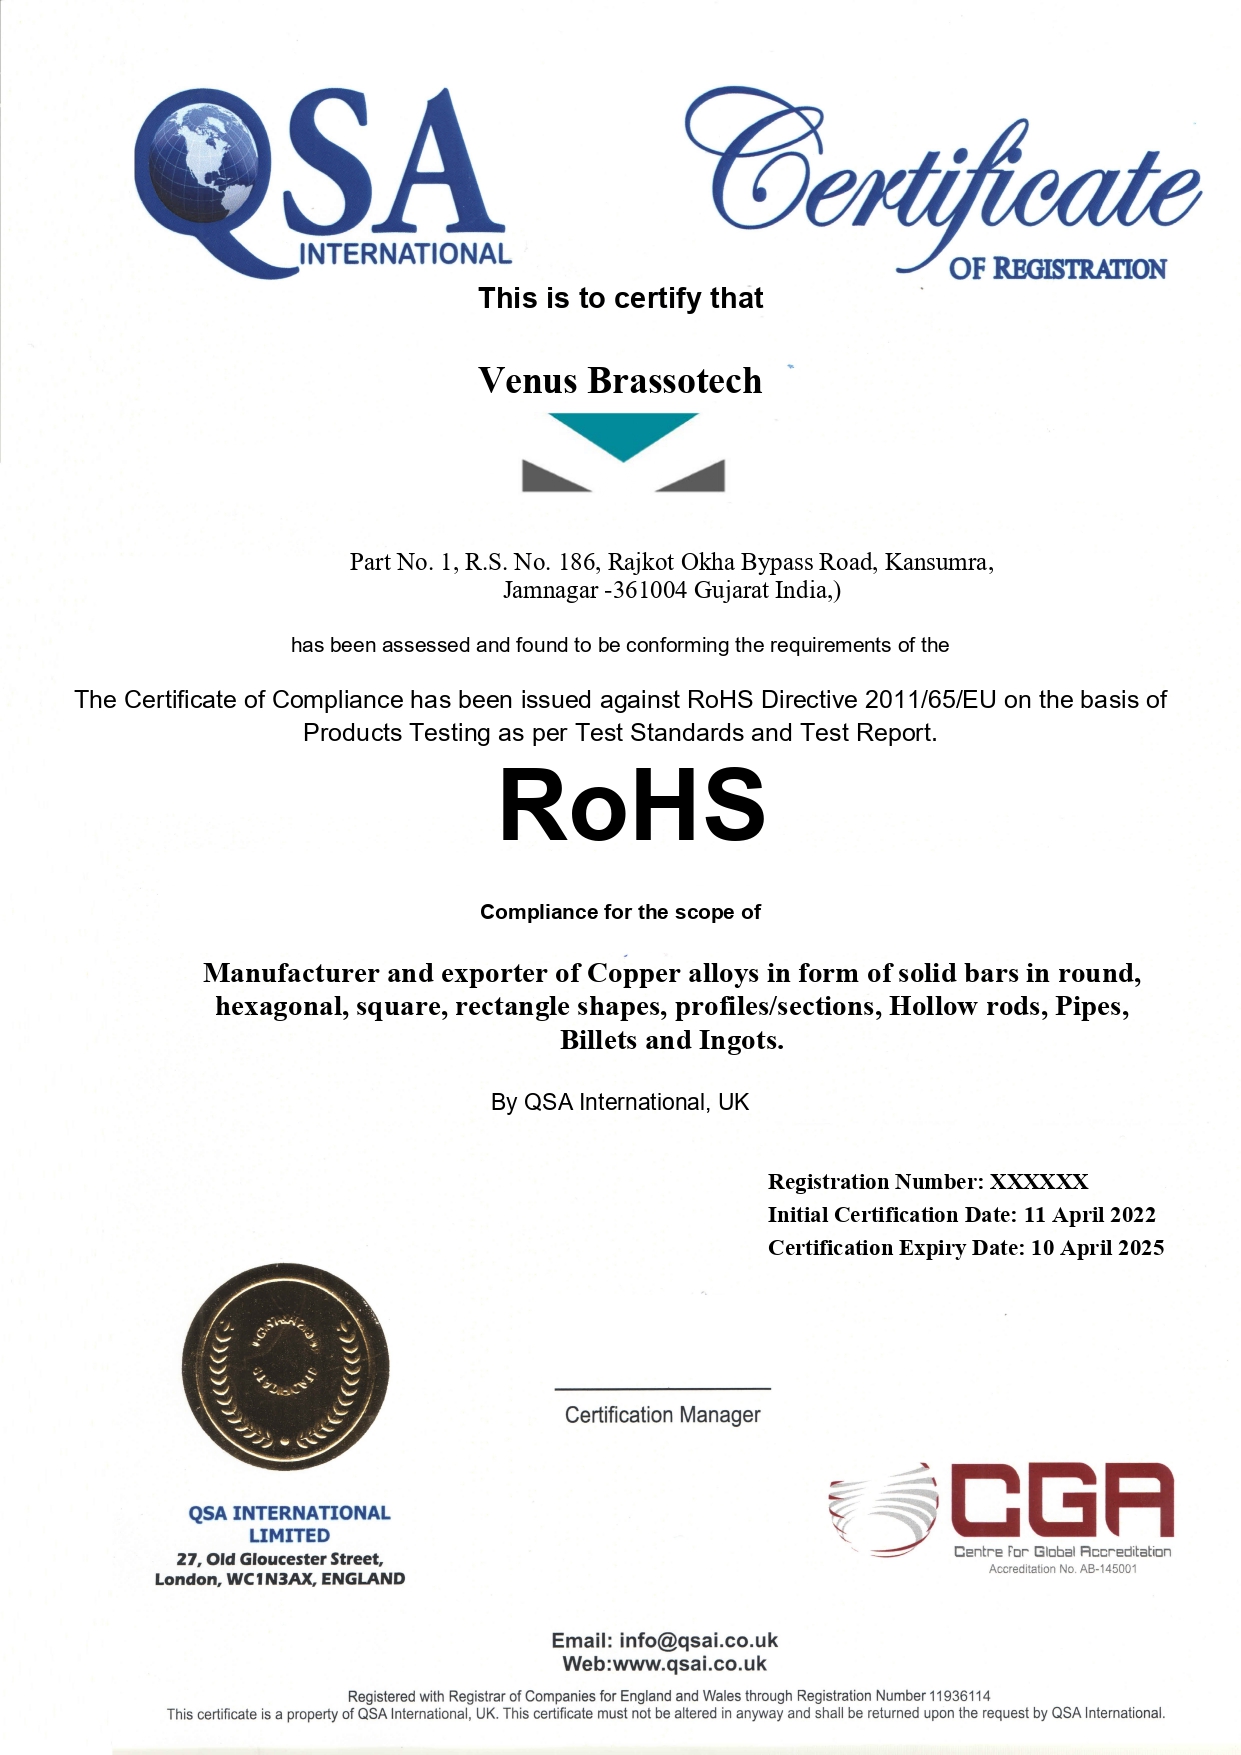 QSA
INTERNATIONAL
Certificate
OF REGISTRATION
This is to certify that
Venus Brassotech
Part No. 1, R.S. No. 186, Rajkot Okha Bypass Road, Kansumra,
Jamnagar -361004 Gujarat India,)
has been assessed and found to be conforming the requirements of the
The Certificate of Compliance has been issued against RoHS Directive 2011/65/EU on the basis of
Products Testing as per Test Standards and Test Report.
RoHS
Compliance for the scope of
Manufacturer and exporter of Copper alloys in form of solid bars in round,
hexagonal, square, rectangle shapes, profiles/sections, Hollow rods, Pipes,
Billets and Ingots.
By QSA International, UK
Registration Number: XXXXXX
Initial Certification Date: 11 April 2022
Certification Expiry Date: 10 April 2025
Certification Manager
QSA INTERNATIONAL
LIMITED
27, Old Gloucester Street,
London, WC1N3AX, ENGLAND
CGA
Centre For Global Accreditation
Accreditation No. AB-145001
Email: info@qsai.co.uk
Web:www.qsai.co.uk
Registered with Registrar of Companies for England and Wales through Registration Number 11936114
This certificate is a property of QSA International, UK. This certificate must not be altered in anyway and shall be returned upon the request by QSA International.